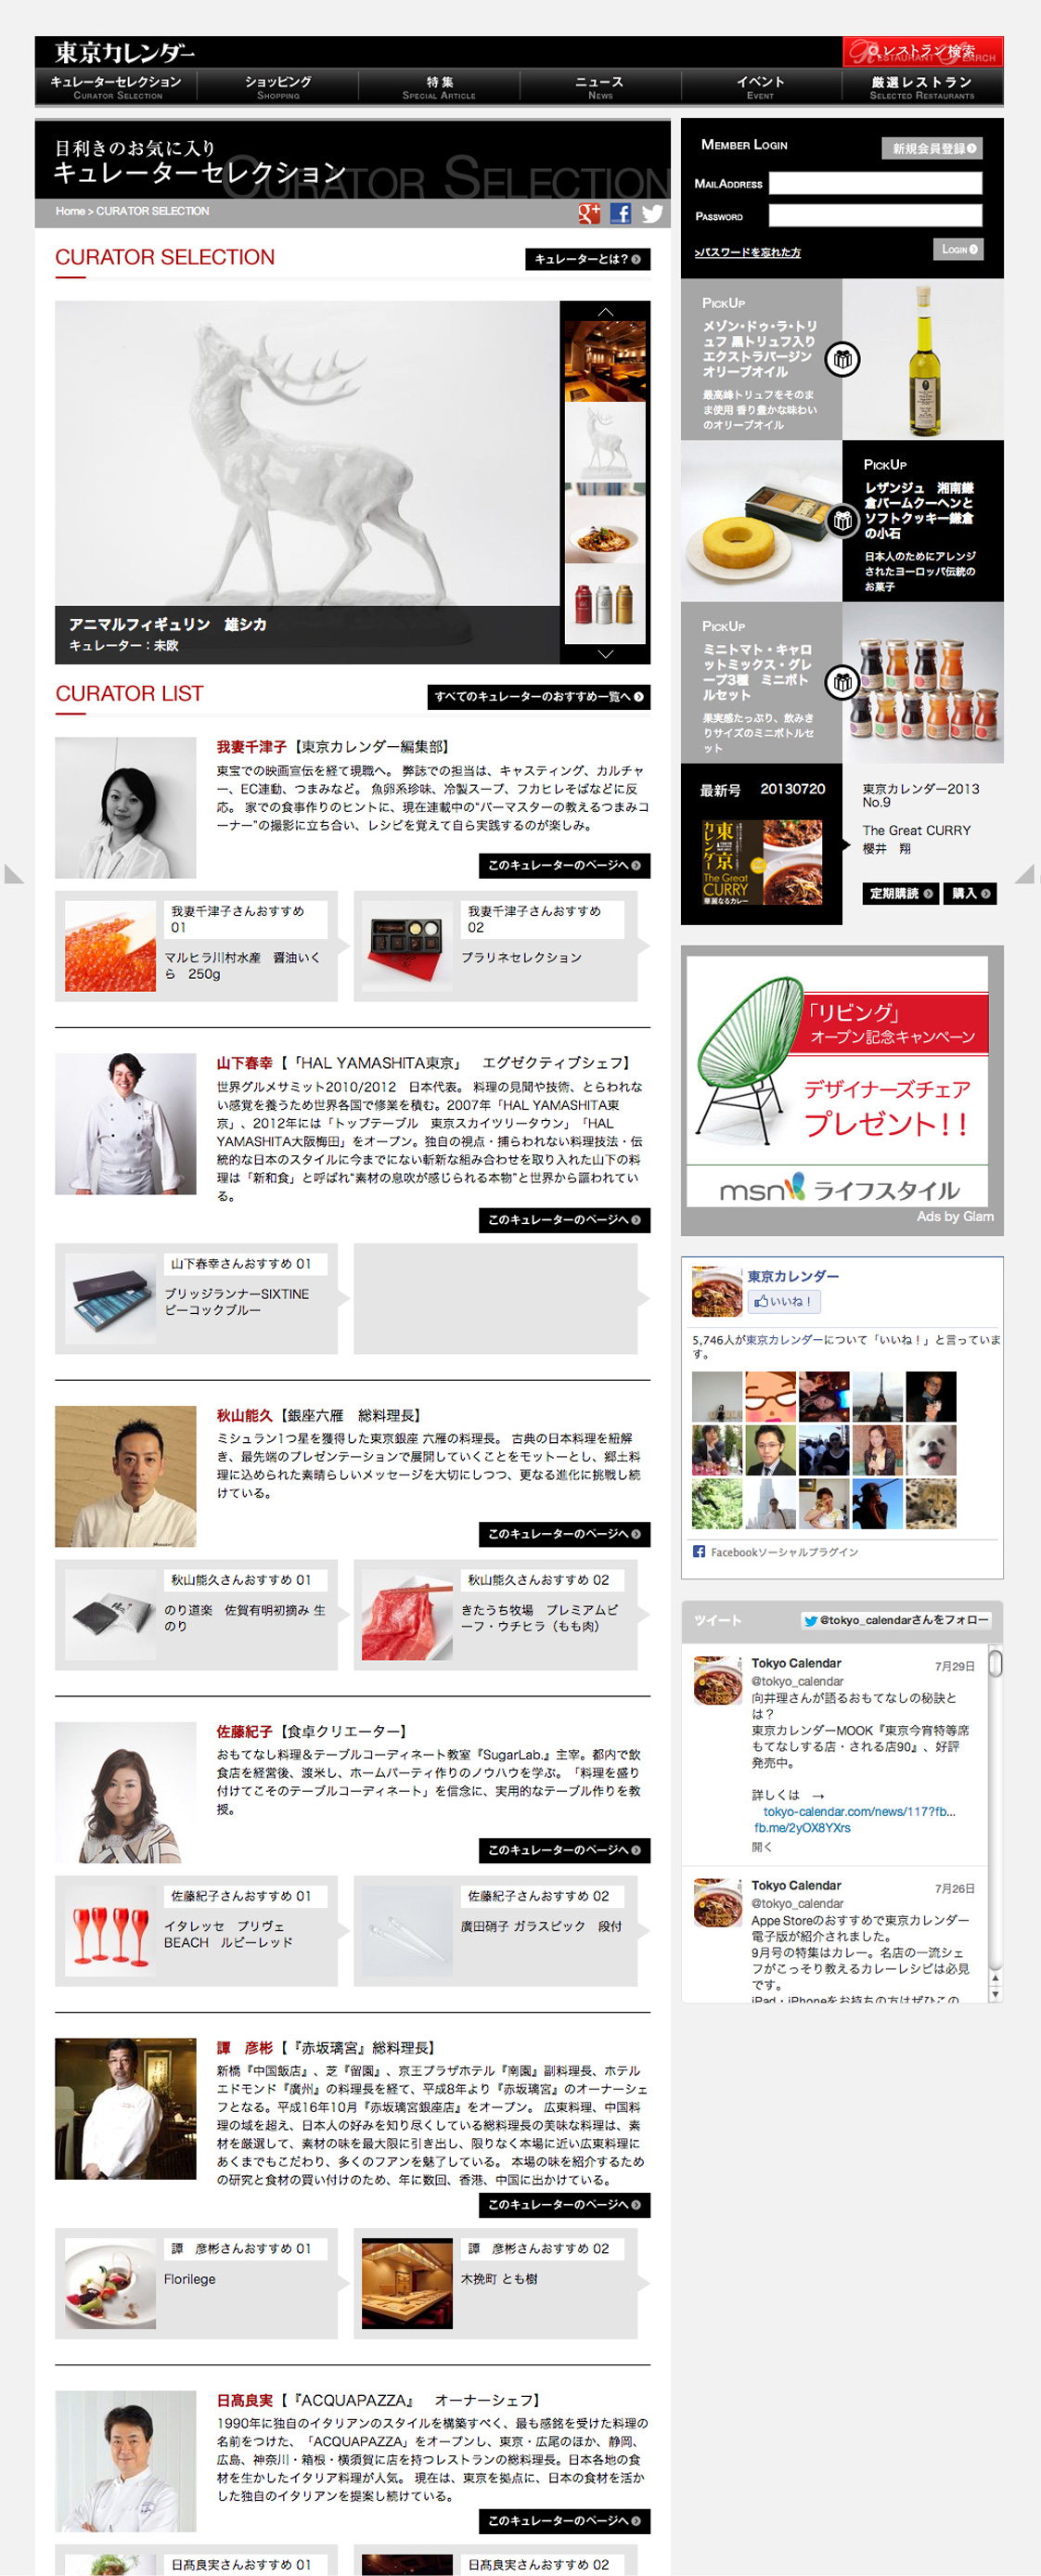 東京カレンダー
レストラン検索
RESTAURANT SEARCH
キュレーターセレクション
CURATOR SELECTION
ショッピング
SHOPPING
特集
SPECIAL ARTICLE
ニュース
NEWS
イベント
EVENT
厳選レストラン
SELECTED RESTAURANTS
目利きのお気に入り
キュレーターセレクション
CURATOR SELECTION
Home > CURATOR SELECTION
CURATOR SELECTION
キュレーターとは?
アニマルフィギュリン　雄シカ
キュレーター：未欧
CURATOR LIST
すべてのキュレーターのおすすめ一覧へ
我妻千津子【東京カレンダー編集部】
東宝での映画宣伝を経て現職へ。 弊誌での担当は、キャスティング、カルチャ
ー、EC連動、つまみなど。 魚卵系珍味、冷製スープ、フカヒレそばなどに反
応。 家での食事作りのヒントに、現在連載中の“バーマスターの教えるつまみコ
ーナー”の撮影に立ち合い、レシピを覚えて自ら実践するのが楽しみ。
このキュレーターのページへ
我妻千津子さんおすすめ
01
マルヒラ川村水産　醤油いく
ら　250g
我妻千津子さんおすすめ
02
プラリネセレクション
山下春幸【「HAL YAMASHITA東京」　エグゼクティブシェフ】
世界グルメサミット2010/2012　日本代表。 料理の見聞や技術、とらわれな
い感覚を養うため世界各国で修業を積む。2007年「HAL YAMASHITA東
京」、2012年には「トップテーブル　東京スカイツリータウン」「HAL
YAMASHITA大阪梅田」をオープン。独自の視点・捕らわれない料理技法・伝
統的な日本のスタイルに今までにない斬新な組み合わせを取り入れた山下の料
理は「新和食」と呼ばれ“素材の息吹が感じられる本物”と世界から謳われてい
る。
このキュレーターのページへ
山下春幸さんおすすめ 01
ブリッジランナーSIXTINE
ピーコックブルー
秋山能久【銀座六雁　総料理長】
ミシュラン1つ星を獲得した東京銀座 六雁の料理長。 古典の日本料理を紐解
き、最先端のプレゼンテーションで展開していくことをモットーとし、郷土料
理に込められた素晴らしいメッセージを大切にしつつ、更なる進化に挑戦し続
けている。
このキュレーターのページへ
秋山能久さんおすすめ 01
のり道楽　佐賀有明初摘み 生
のり
秋山能久さんおすすめ 02
きたうち牧場　プレミアムビ
ーフ・ウチヒラ（もも肉）
佐藤紀子【食卓クリエーター】
おもてなし料理＆テーブルコーディネート教室『SugarLab.』主宰。都内で飲
食店を経営後、渡米し、ホームパーティ作りのノウハウを学ぶ。「料理を盛り
付けてこそのテーブルコーディネート」を信念に、実用的なテーブル作りを教
授。
このキュレーターのページへ
佐藤紀子さんおすすめ 01
イタレッセ　プリヴェ
BEACH　ルビーレッド
佐藤紀子さんおすすめ 02
廣田硝子 ガラスピック　段付
譚　彦彬【『赤坂璃宮』総料理長】
新橋『中国飯店』、芝『留園』、京王プラザホテル『南園』副料理長、ホテル
エドモンド『廣州』の料理長を経て、平成8年より『赤坂璃宮』のオーナーシェ
フとなる。平成16年10月『赤坂璃宮銀座店』をオープン。 広東料理、中国料
理の域を超え、日本人の好みを知り尽くしている総料理長の美味な料理は、素
材を厳選して、素材の味を最大限に引き出し、限りなく本場に近い広東料理に
あくまでもこだわり、多くのフアンを魅了している。 本場の味を紹介するため
の研究と食材の買い付けのため、年に数回、香港、中国に出かけている。
このキュレーターのページへ
譚　彦彬さんおすすめ 01
Florilege
譚　彦彬さんおすすめ 02
木挽町 とも樹
日髙良実【『ACQUAPAZZA』　オーナーシェフ】
1990年に独自のイタリアンのスタイルを構築すべく、最も感銘を受けた料理の
名前をつけた、「ACQUAPAZZA」をオープンし、東京・広尾のほか、静岡、
広島、神奈川・箱根・横須賀に店を持つレストランの総料理長。日本各地の食
材を生かしたイタリア料理が人気。 現在は、東京を拠点に、日本の食材を活か
した独自のイタリアンを提案し続けている。
このキュレーターのページへ
日髙良実さんおすすめ 01
日髙良実さんおすすめ 02
MEMBER LOGIN
新規会員登録
MAILADDRESS
PASSWORD
>パスワードを忘れた方
LOGIN
PICKUP
メゾン・ドゥ・ラ・トリ
ュフ 黒トリュフ入り
エクストラバージン
オリーブオイル
最高峰トリュフをそのま
ま使用 香り豊かな味わい
のオリーブオイル
PICKUP
レザンジュ　湘南鎌
倉バームクーヘンと
ソフトクッキー鎌倉
の小石
日本人のためにアレンジ
されたヨーロッパ伝統の
お菓子
PICKUP
ミニトマト・キャロ
ットミックス・グレ
ープ3種　ミニボト
ルセット
果実感たっぷり、飲みき
りサイズのミニボトルセ
ット
最新号　20130720
東京カレンダー
The Great
CURRY
華麗なるカレー
東京カレンダー2013
No.9
The Great CURRY
櫻井　翔
定期購読
購入
「リビング」
オープン記念キャンペーン
デザイナーズチェア
プレゼント!!
msn ライフスタイル
Ads by Glam
東京カレンダー
いいね！
5,746人が東京カレンダーについて「いいね！」と言っていま
す。
Facebookソーシャルプラグイン
ツイート
@tokyo_calendarさんをフォロー
Tokyo Calendar
7月29日
@tokyo_calendar
向井理さんが語るおもてなしの秘訣と
は？
東京カレンダーMOOK『東京今宵特等席
もてなしする店・される店90』、好評
発売中。
詳しくは　→
tokyo-calendar.com/news/117?fb...
fb.me/2yOX8YXrs
開く
Tokyo Calendar
7月26日
@tokyo_calendar
Appe Storeのおすすめで東京カレンダー
電子版が紹介されました。
9月号の特集はカレー。名店の一流シェ
フがこっそり教えるカレーレシピは必見
です。
iPad・iPhoneをお持ちの方はぜひこの